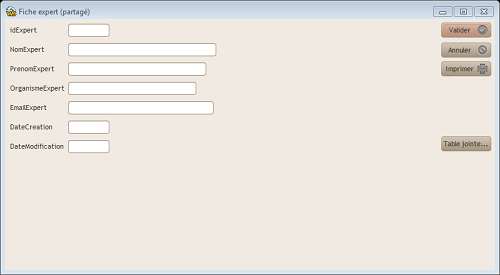 Fiche expert (partagé)
idExpert
Valider
NomExpert
Annuler
PrenomExpert
Imprimer
OrganismeExpert
EmailExpert
DateCreation
DateModification
Table jointe...